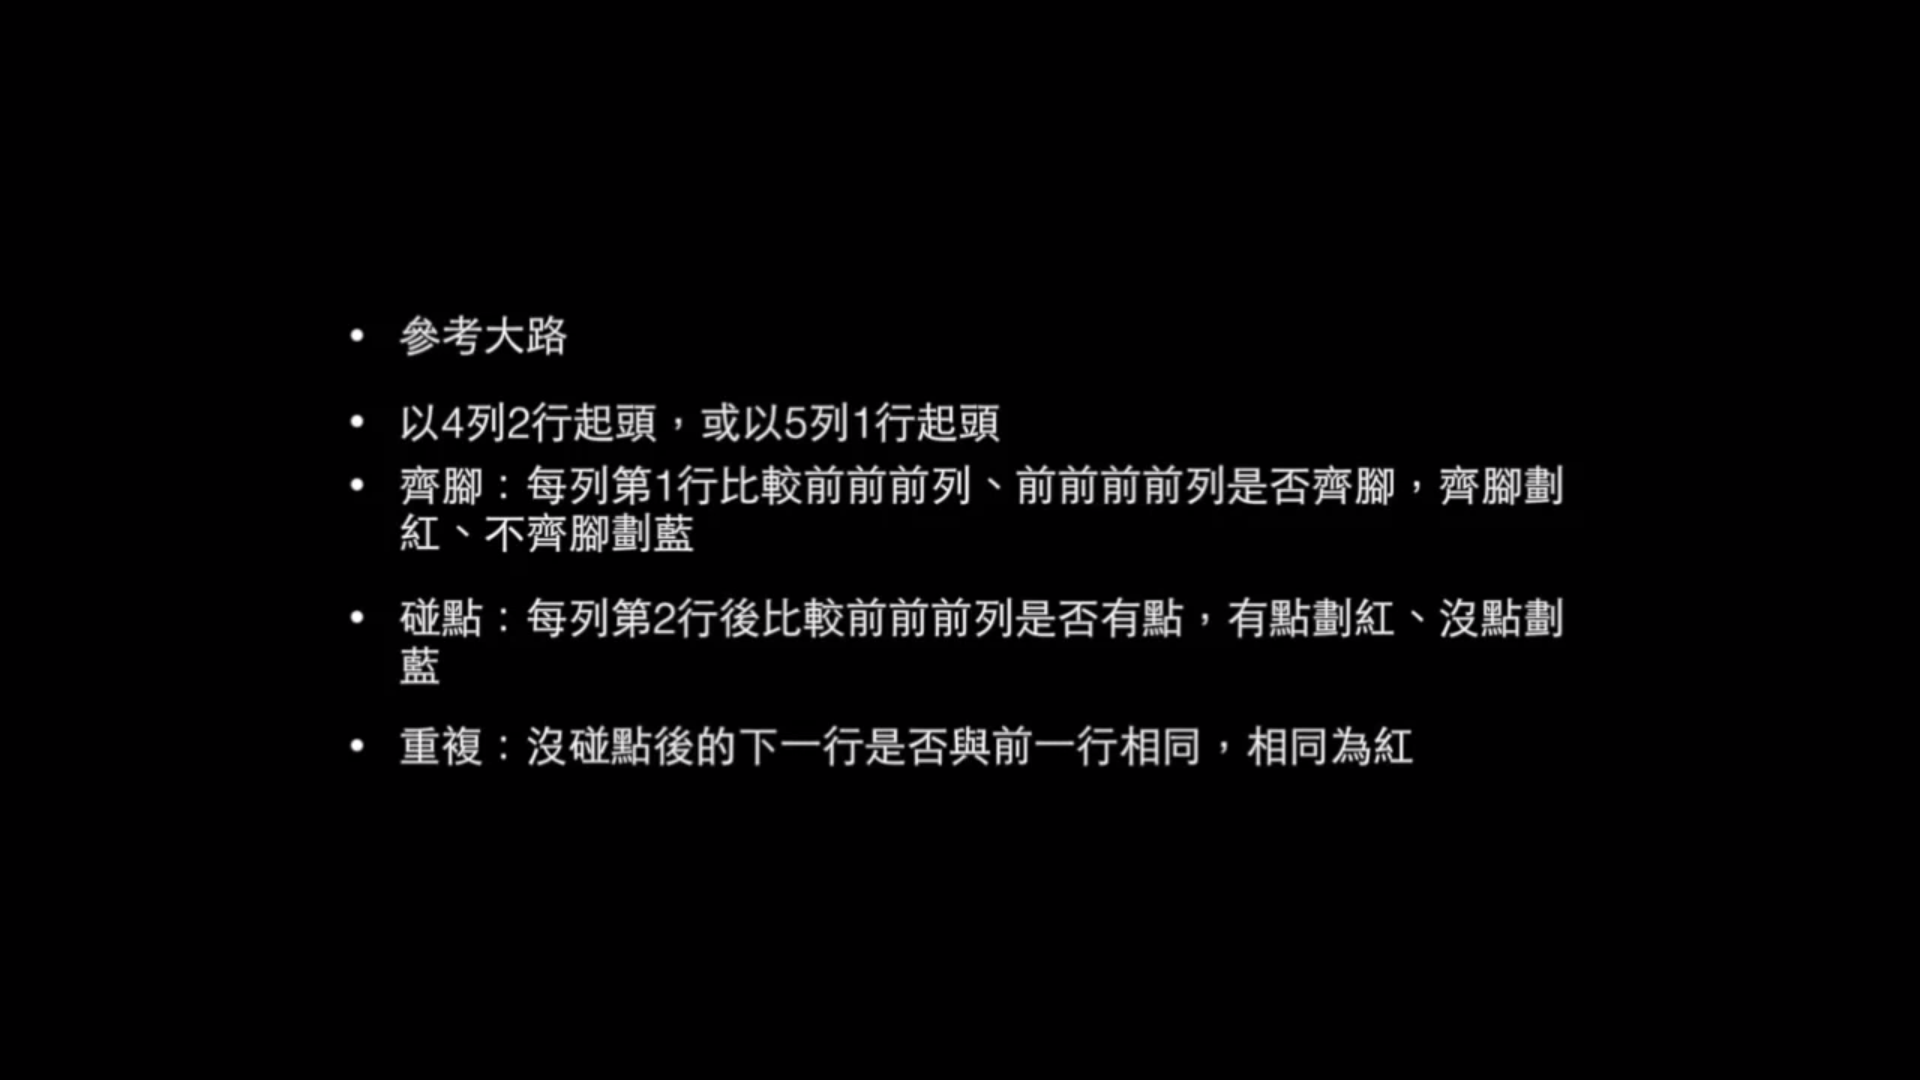 • 參考大路
• 以4列2行起頭，或以5列1行起頭
• 齊腳：每列第1行比較前前前列、前前前前列是否齊腳，齊腳劃
紅、不齊腳劃藍
• 碰點：每列第2行後比較前前前列是否有點，有點劃紅、沒點劃
藍
• 重複：沒碰點後的下一行是否與前一行相同，相同為紅